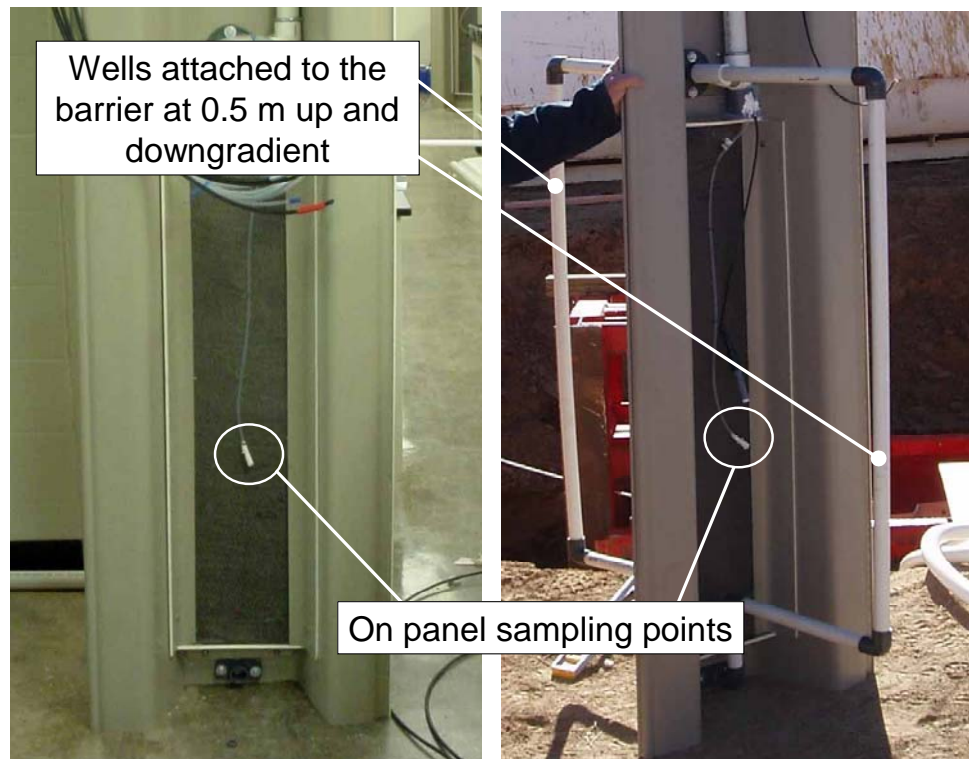 Wells attached to the
barrier at 0.5 m up and
downgradient
On panel sampling points